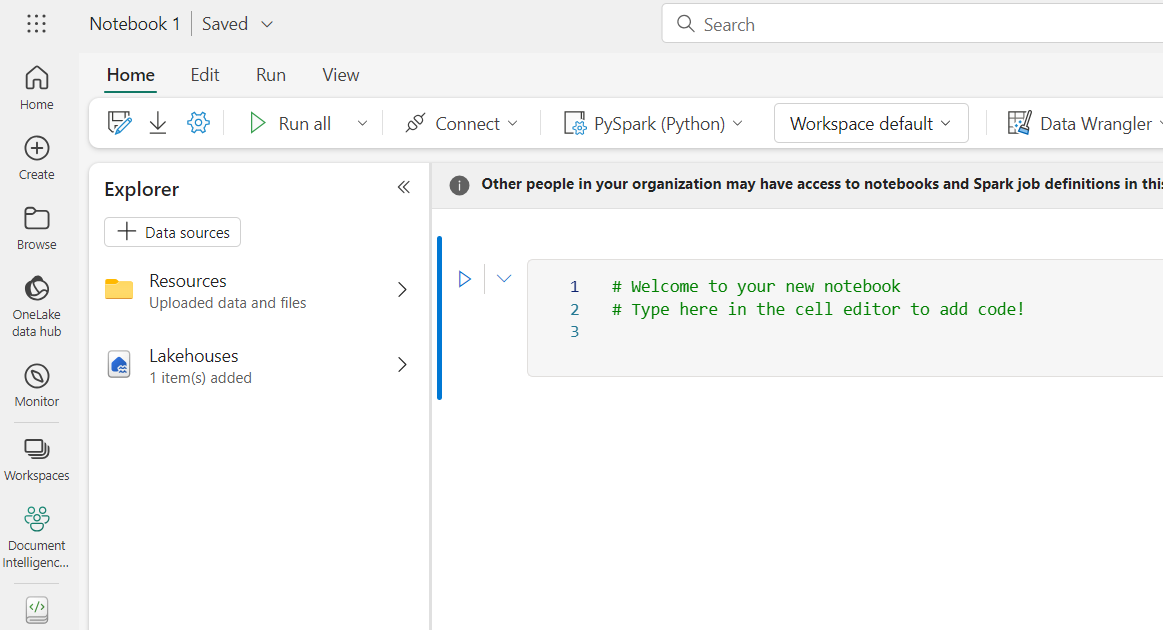 Notebook 1
Saved
Search
Home Edit Run View
Run all
Connect
PySpark (Python)
Workspace default
Data Wrangler
Home
Create
Browse
OneLake
data hub
Monitor
Workspaces
Document
Intelligenc...
Explorer
Data sources
Resources
Uploaded data and files
Lakehouses
1 item(s) added
Other people in your organization may have access to notebooks and Spark job definitions in this
1 # Welcome to your new notebook
2 # Type here in the cell editor to add code!
3